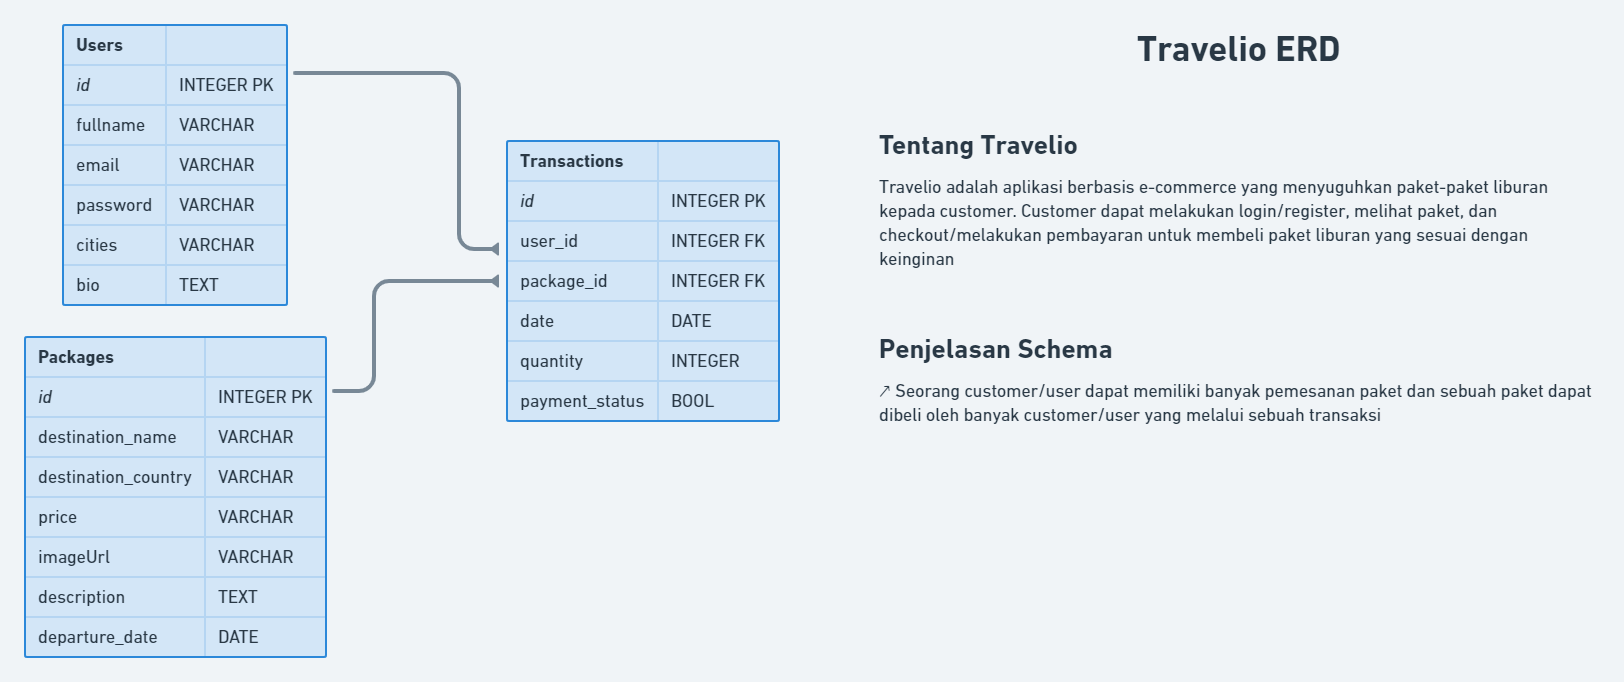 Users
id INTEGER PK
fullname VARCHAR
email VARCHAR
password VARCHAR
cities VARCHAR
bio TEXT
Packages
id INTEGER PK
destination_name VARCHAR
destination_country VARCHAR
price VARCHAR
imageUrl VARCHAR
description TEXT
departure_date DATE
Transactions
id INTEGER PK
user_id INTEGER FK
package_id INTEGER FK
date DATE
quantity INTEGER
payment_status BOOL
Travelio ERD
Tentang Travelio
Travelio adalah aplikasi berbasis e-commerce yang menyuguhkan paket-paket liburan
kepada customer. Customer dapat melakukan login/register, melihat paket, dan
checkout/melakukan pembayaran untuk membeli paket liburan yang sesuai dengan
keinginan
Penjelasan Schema
↗ Seorang customer/user dapat memiliki banyak pemesanan paket dan sebuah paket dapat
dibeli oleh banyak customer/user yang melalui sebuah transaksi